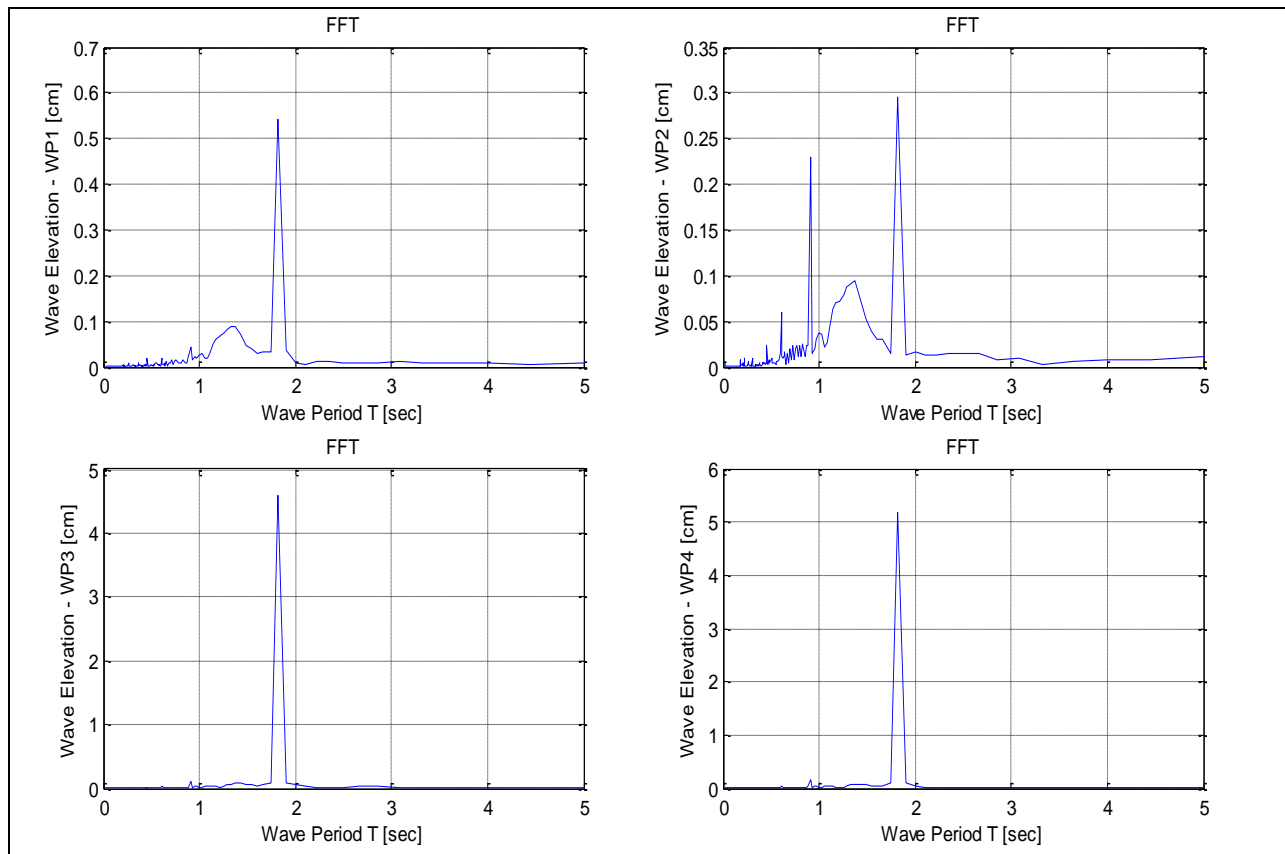 FFT
Wave Elevation - WP1 [cm]
0.7
0.6
0.5
0.4
0.3
0.2
0.1
0
0 1 2 3 4 5
Wave Period T [sec]
FFT
Wave Elevation - WP2 [cm]
0.35
0.3
0.25
0.2
0.15
0.1
0.05
0
0 1 2 3 4 5
Wave Period T [sec]
FFT
Wave Elevation - WP3 [cm]
5
4
3
2
1
0
0 1 2 3 4 5
Wave Period T [sec]
FFT
Wave Elevation - WP4 [cm]
6
5
4
3
2
1
0
0 1 2 3 4 5
Wave Period T [sec]